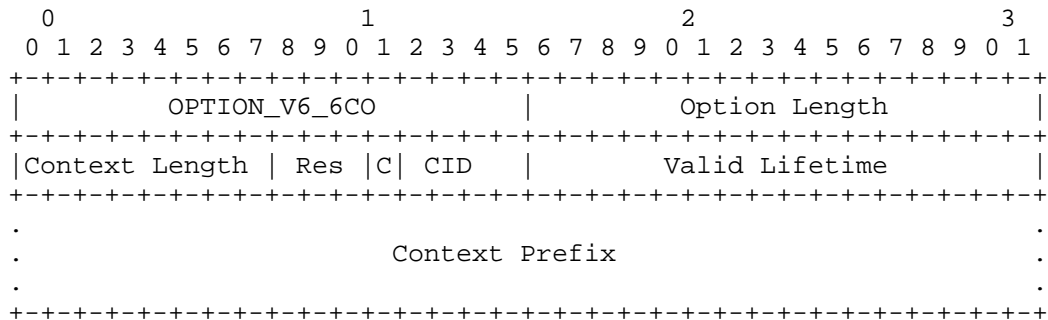 0                   1                   2                   3
 0 1 2 3 4 5 6 7 8 9 0 1 2 3 4 5 6 7 8 9 0 1 2 3 4 5 6 7 8 9 0 1
+-+-+-+-+-+-+-+-+-+-+-+-+-+-+-+-+-+-+-+-+-+-+-+-+-+-+-+-+-+-+-+-+
|         OPTION_V6_6CO         |         Option Length         |
+-+-+-+-+-+-+-+-+-+-+-+-+-+-+-+-+-+-+-+-+-+-+-+-+-+-+-+-+-+-+-+-+
|Context Length | Res |C| CID   |        Valid Lifetime         |
+-+-+-+-+-+-+-+-+-+-+-+-+-+-+-+-+-+-+-+-+-+-+-+-+-+-+-+-+-+-+-+-+
.                                                               .
.                       Context Prefix                          .
.                                                               .
+-+-+-+-+-+-+-+-+-+-+-+-+-+-+-+-+-+-+-+-+-+-+-+-+-+-+-+-+-+-+-+-+